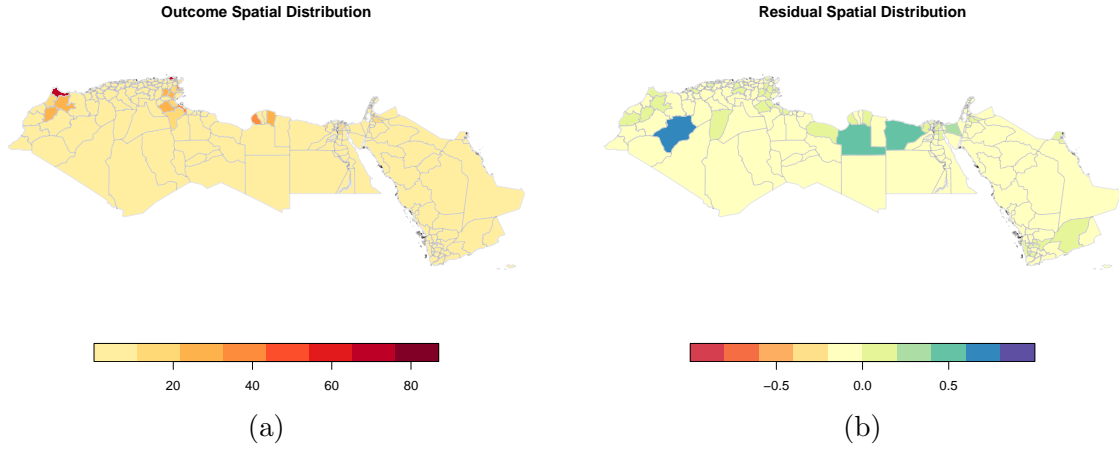 Outcome Spatial Distribution
Residual Spatial Distribution
20 40 60 80
−0.5 0.0 0.5
(a)
(b)